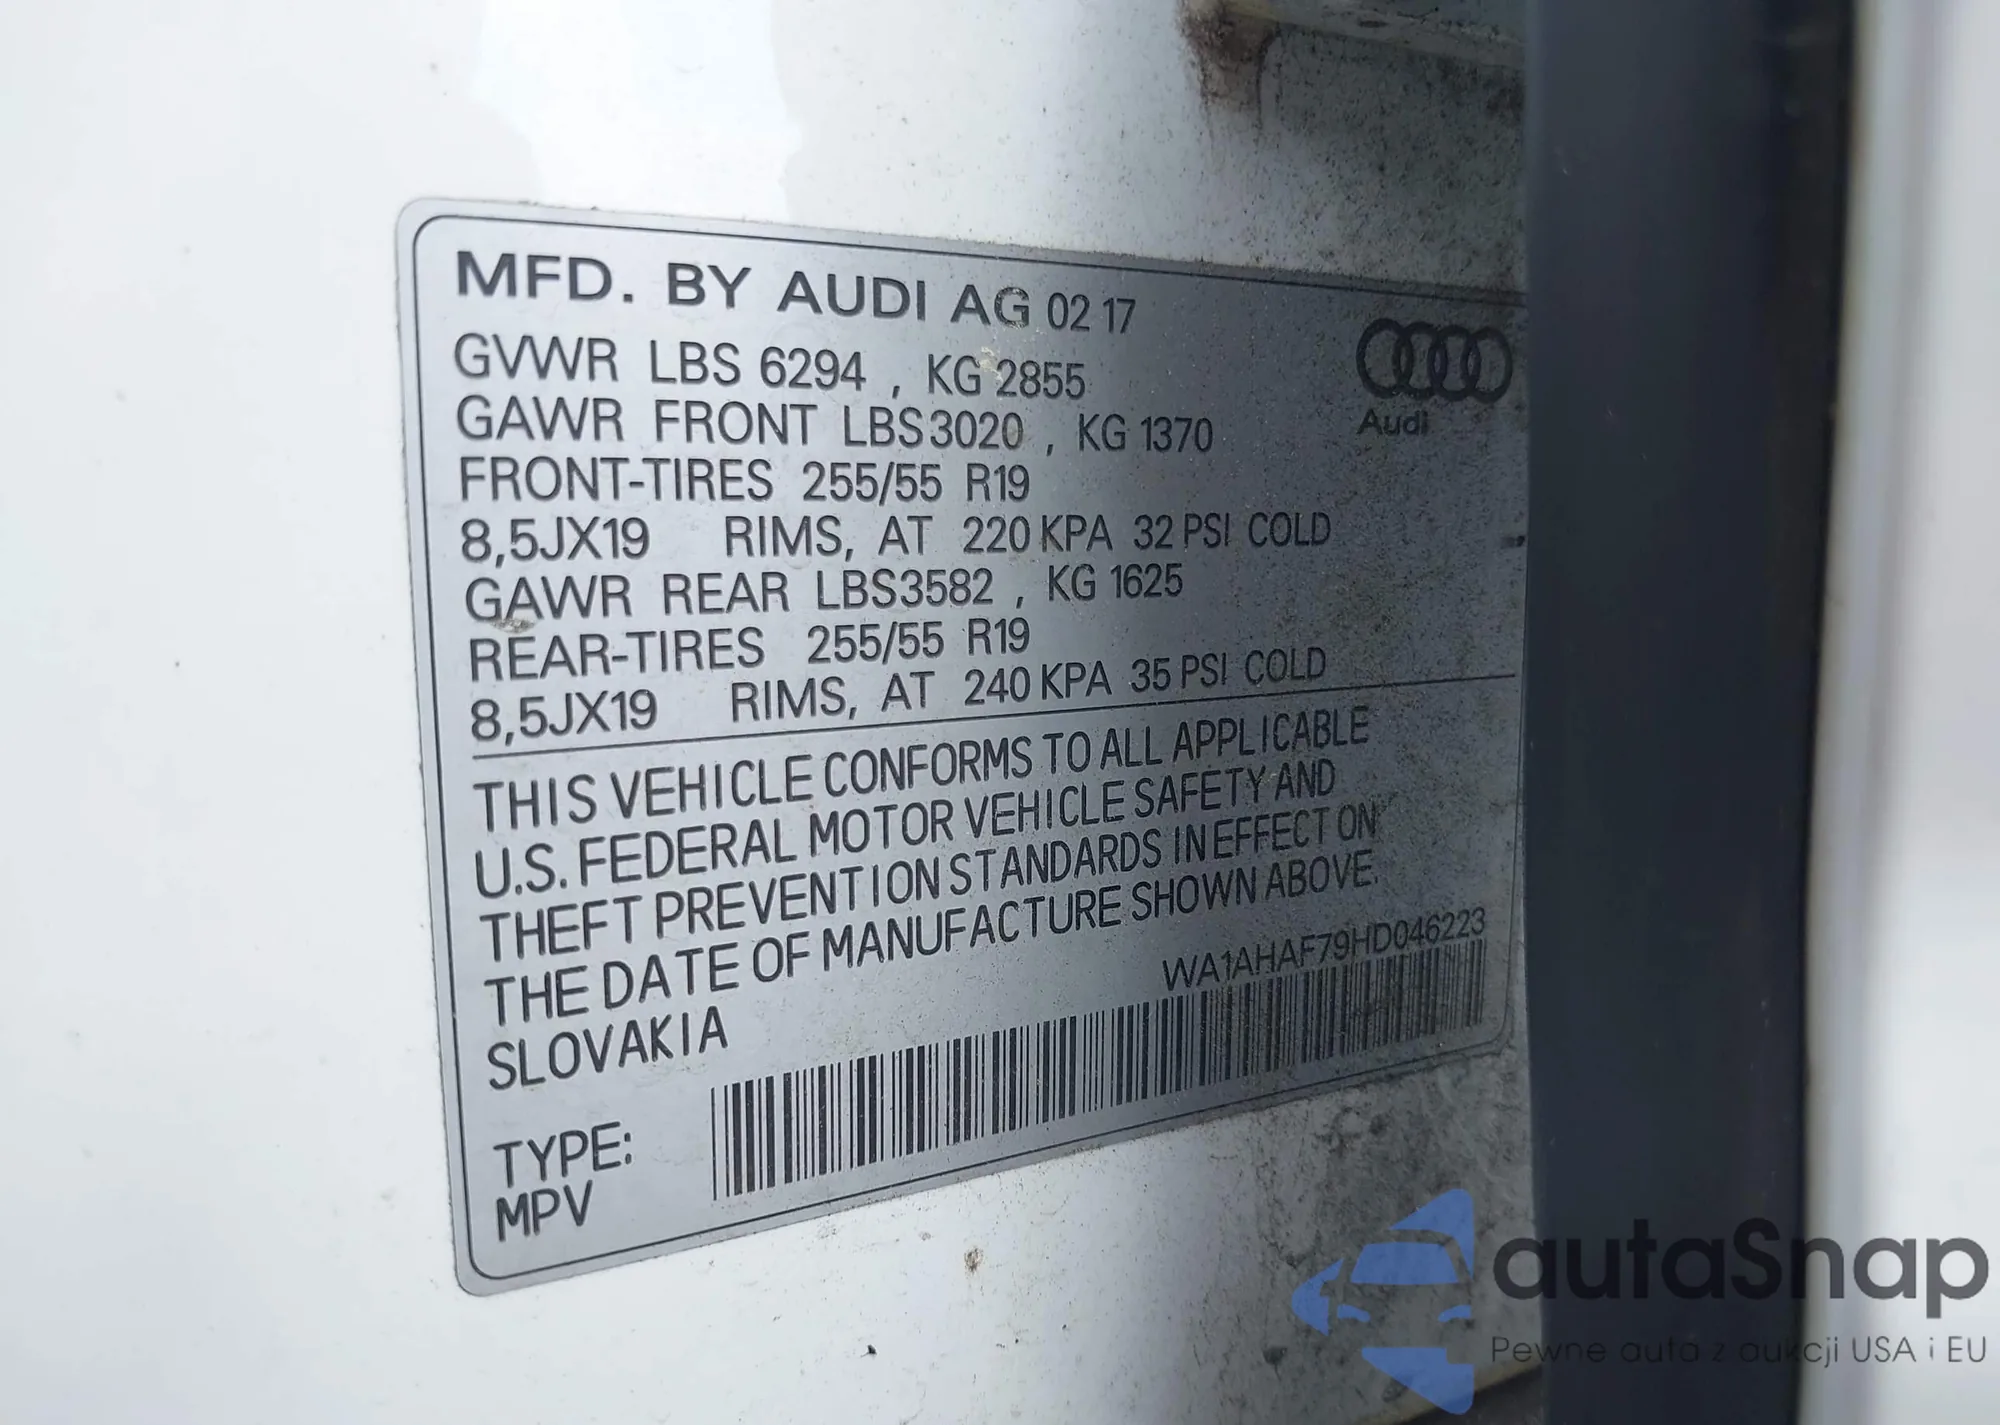 MFD. BY AUDI AG 02 17
GVWR LBS 6294 , KG 2855
GAWR FRONT LBS 3020 , KG 1370
Audi
FRONT-TIRES 255/55 R19
8,5JX19 RIMS, AT 220 KPA 32 PSI COLD
GAWR REAR LBS 3582 , KG 1625
REAR-TIRES 255/55 R19
8,5JX19 RIMS, AT 240 KPA 35 PSI COLD
THIS VEHICLE CONFORMS TO ALL APPLICABLE
U.S. FEDERAL MOTOR VEHICLE SAFETY AND
THEFT PREVENTION STANDARDS IN EFFECT ON
THE DATE OF MANUFACTURE SHOWN ABOVE.
SLOVAKIA
WA1AHAF79HD046223
TYPE:
MPV
autaSnap
Pewne auta z aukcji USA i EU